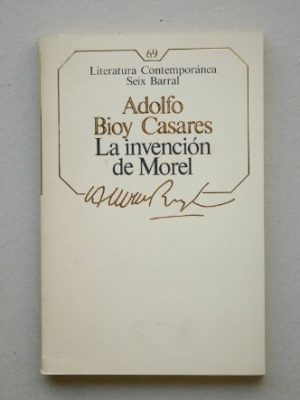 69
Literatura Contemporánea
Seix Barral
Adolfo
Bioy Casares
La invención
de Morel